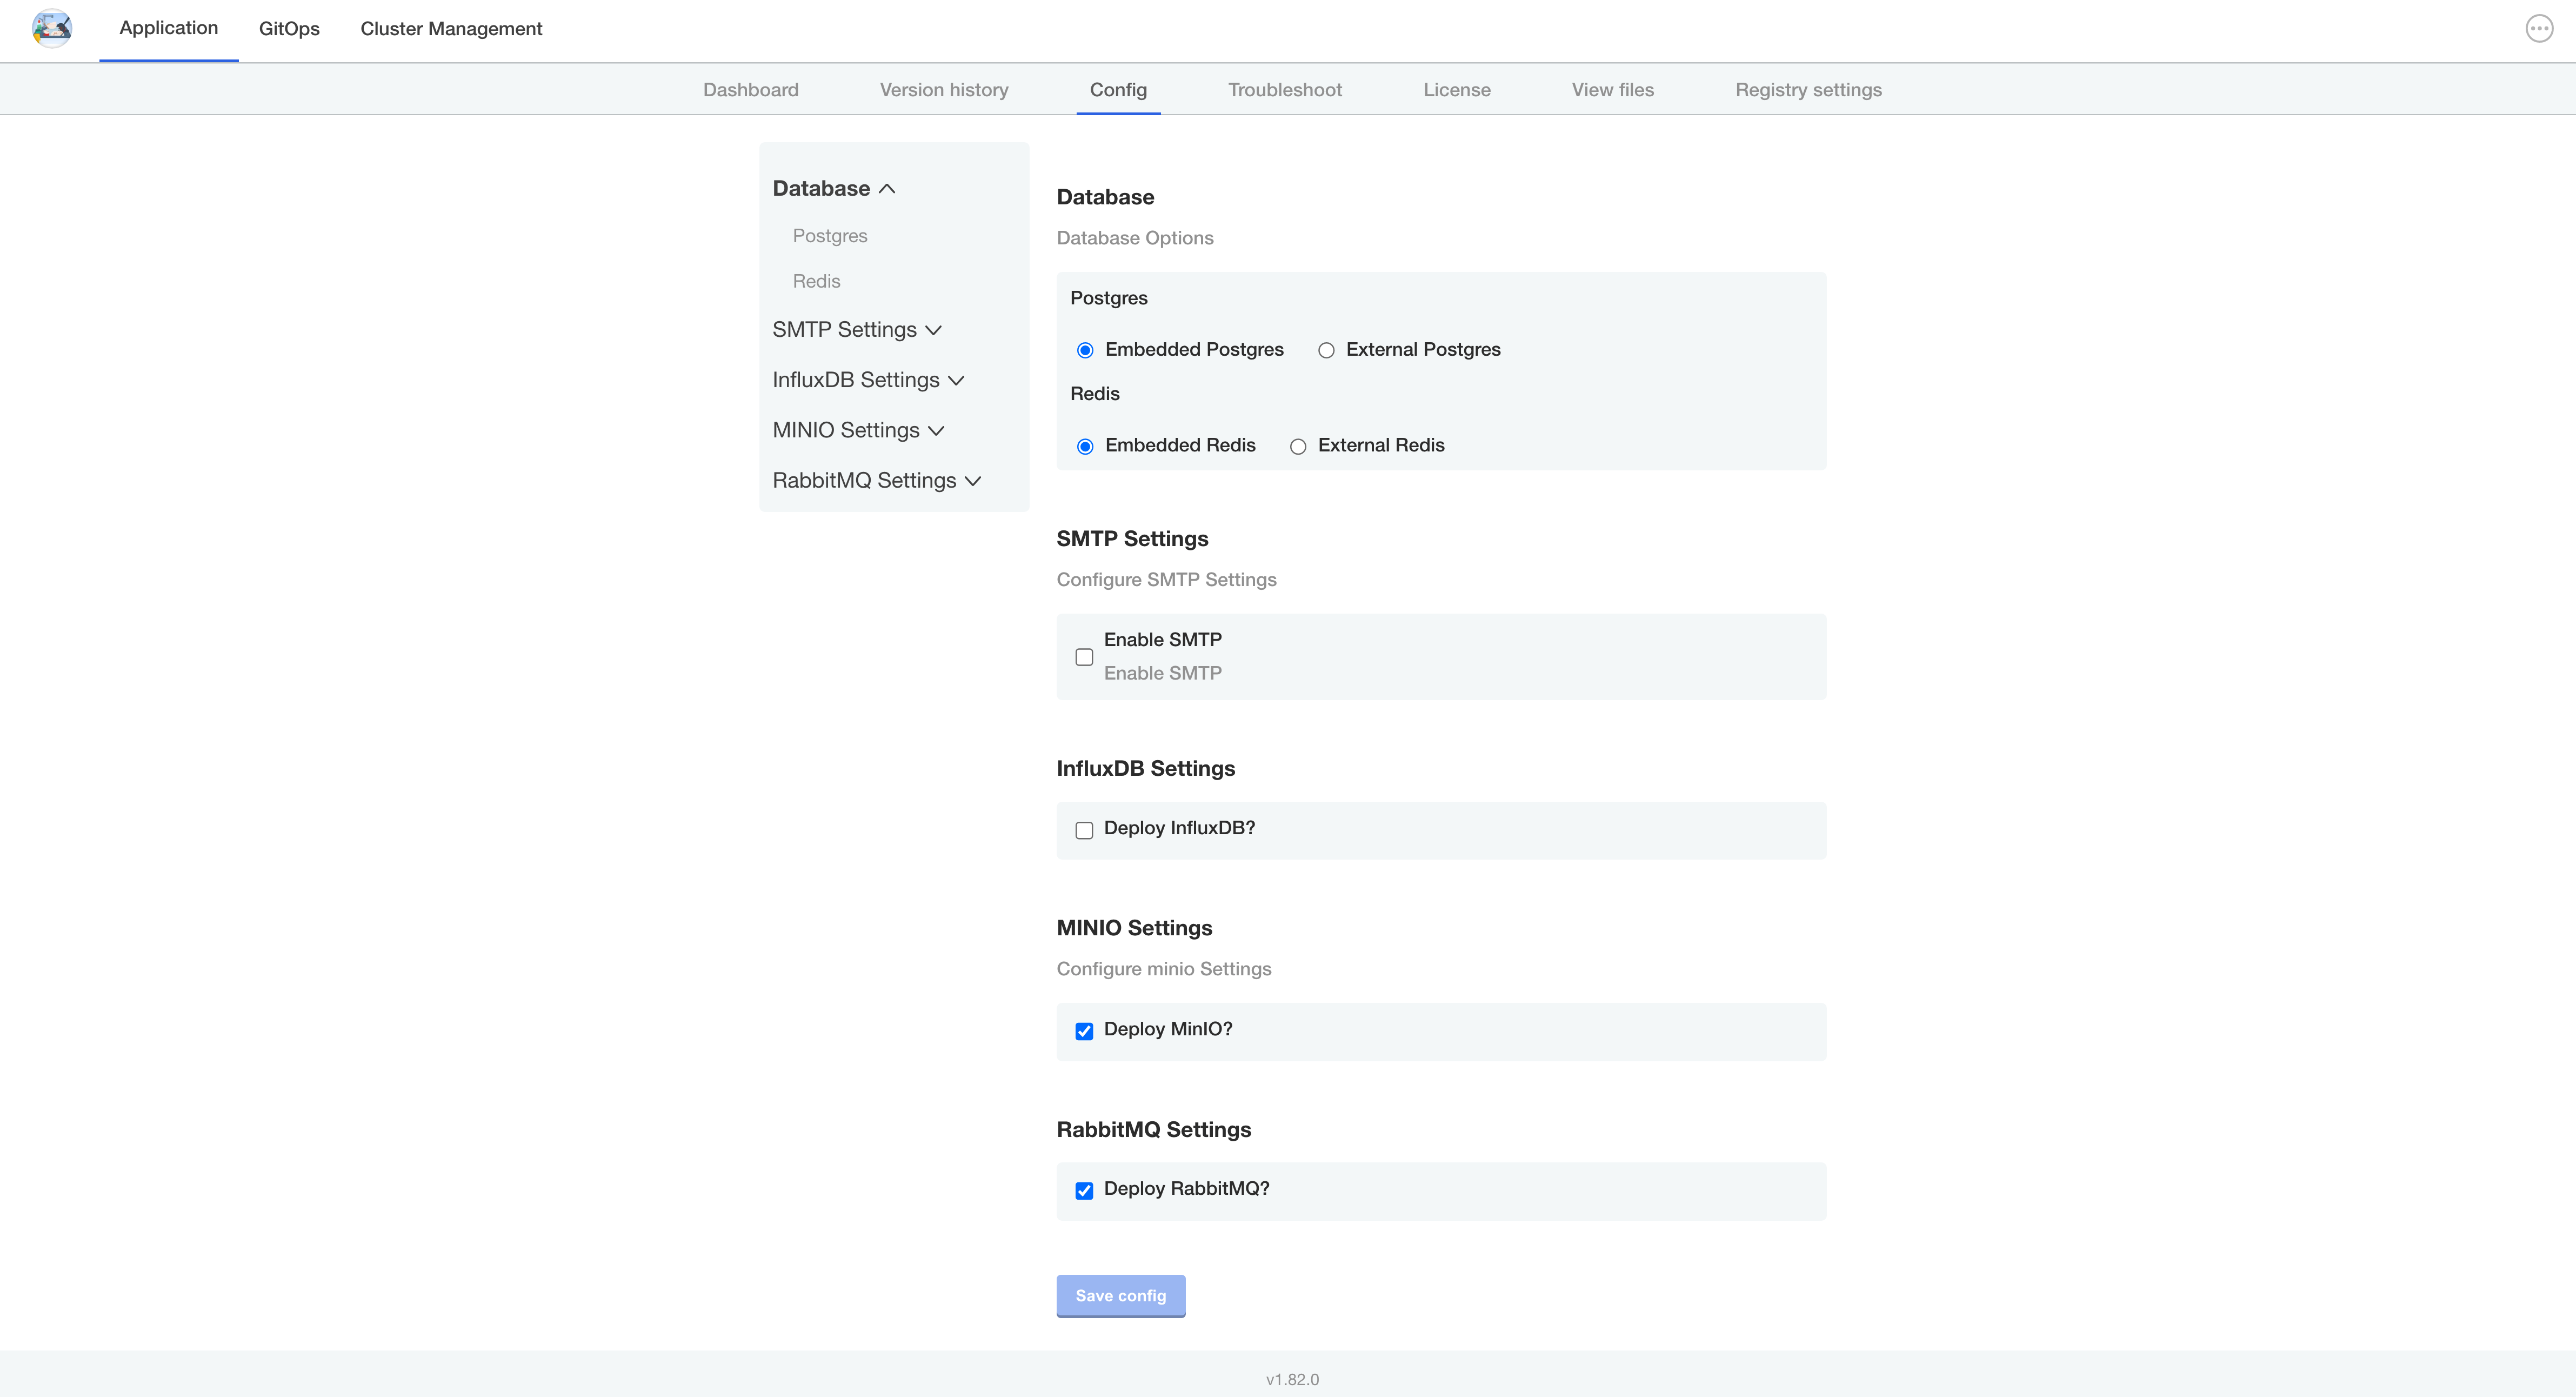 Application GitOps Cluster Management
Dashboard Version history Config Troubleshoot License View files Registry settings
Database
Postgres
Redis
SMTP Settings
InfluxDB Settings
MINIO Settings
RabbitMQ Settings
Database
Database Options
Postgres
Embedded Postgres External Postgres
Redis
Embedded Redis External Redis
SMTP Settings
Configure SMTP Settings
Enable SMTP
Enable SMTP
InfluxDB Settings
Deploy InfluxDB?
MINIO Settings
Configure minio Settings
Deploy MinIO?
RabbitMQ Settings
Deploy RabbitMQ?
Save config
v1.82.0